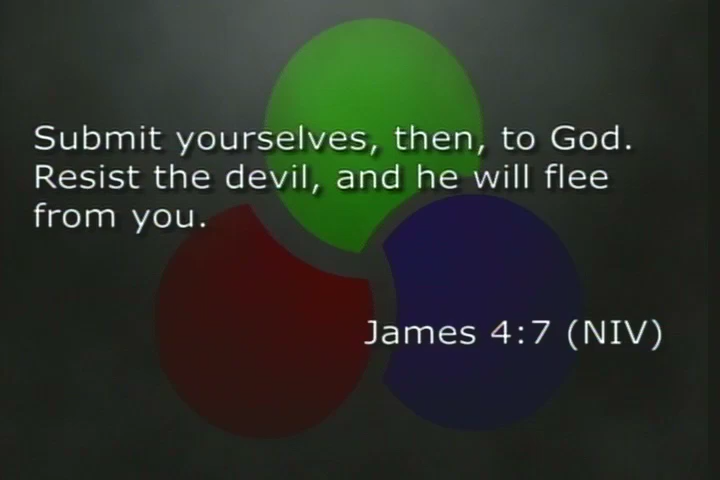 Submit yourselves, then, to God.
Resist the devil, and he will flee
from you.
James 4:7 (NIV)